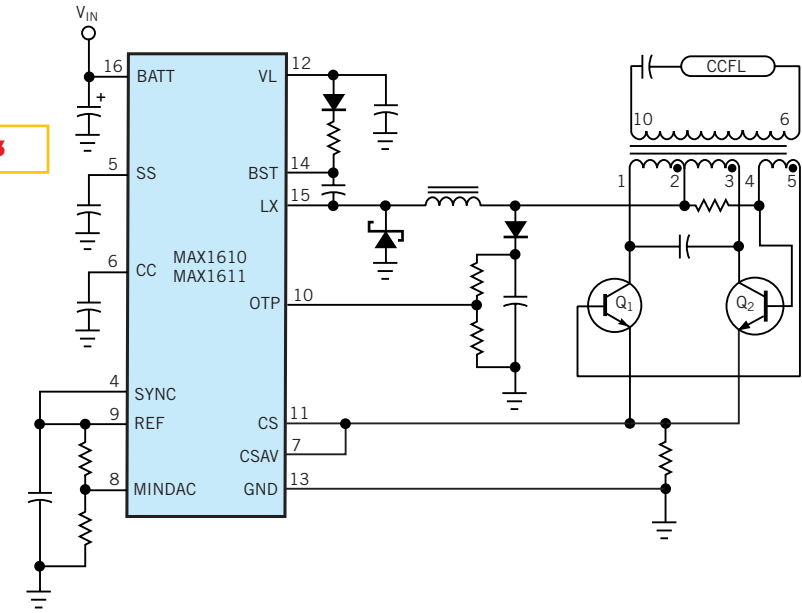 VIN
16
BATT
12
VL
+
CCFL
10
6
3
5
SS
14
BST
15
LX
1
2
3
4
5
6
CC
MAX1610
MAX1611
10
OTP
Q1
Q2
4
SYNC
9
REF
11
CS
7
CSAV
8
MINDAC
13
GND